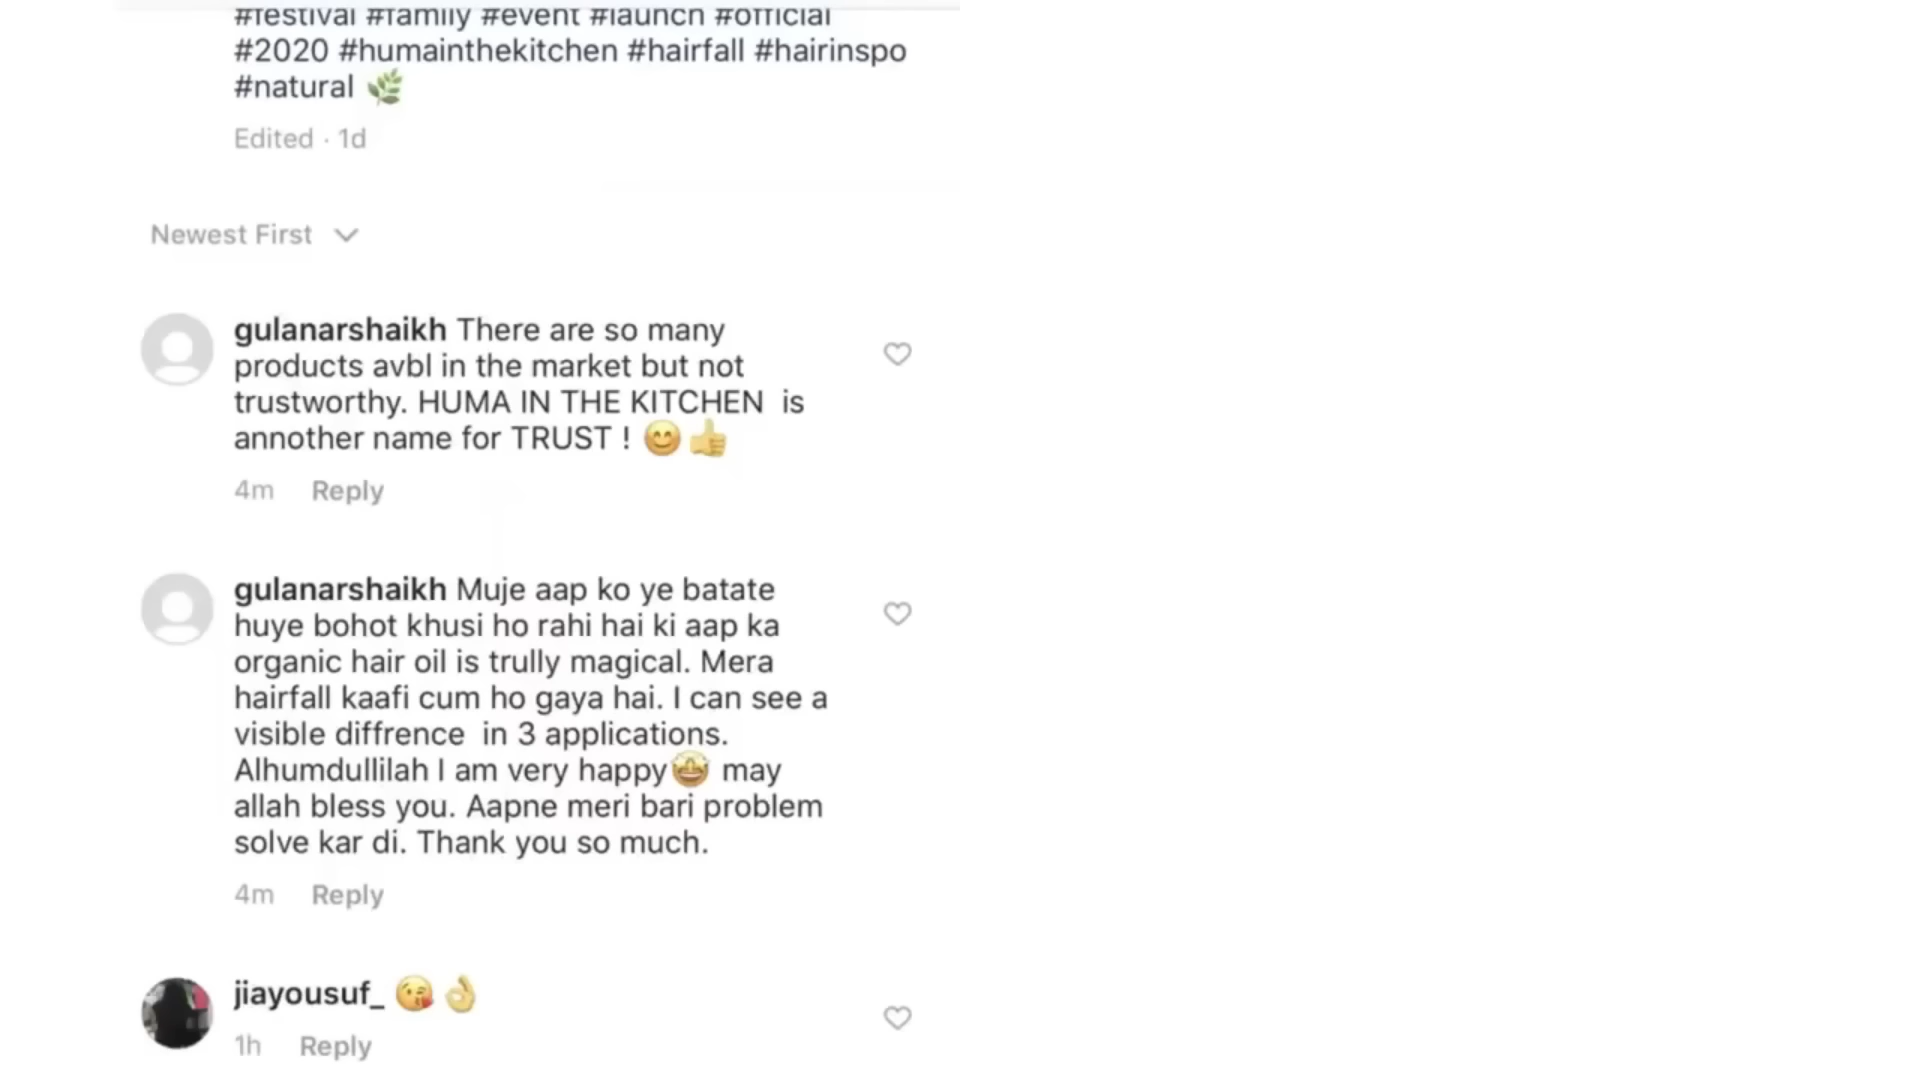 #festival #family #event #launch #official
#2020 #humainthekitchen #hairfall #hairinspo
#natural 🌿
Edited · 1d
Newest First
gulanarshaikh There are so many
products avbl in the market but not
trustworthy. HUMA IN THE KITCHEN  is
annother name for TRUST ! 😊👍
4m Reply
gulanarshaikh Muje aap ko ye batate
huye bohot khusi ho rahi hai ki aap ka
organic hair oil is trully magical. Mera
hairfall kaafi cum ho gaya hai. I can see a
visible diffrence  in 3 applications.
Alhumdullilah I am very happy🤩 may
allah bless you. Aapne meri bari problem
solve kar di. Thank you so much.
4m Reply
jiayousuf_ 😘👌
1h Reply